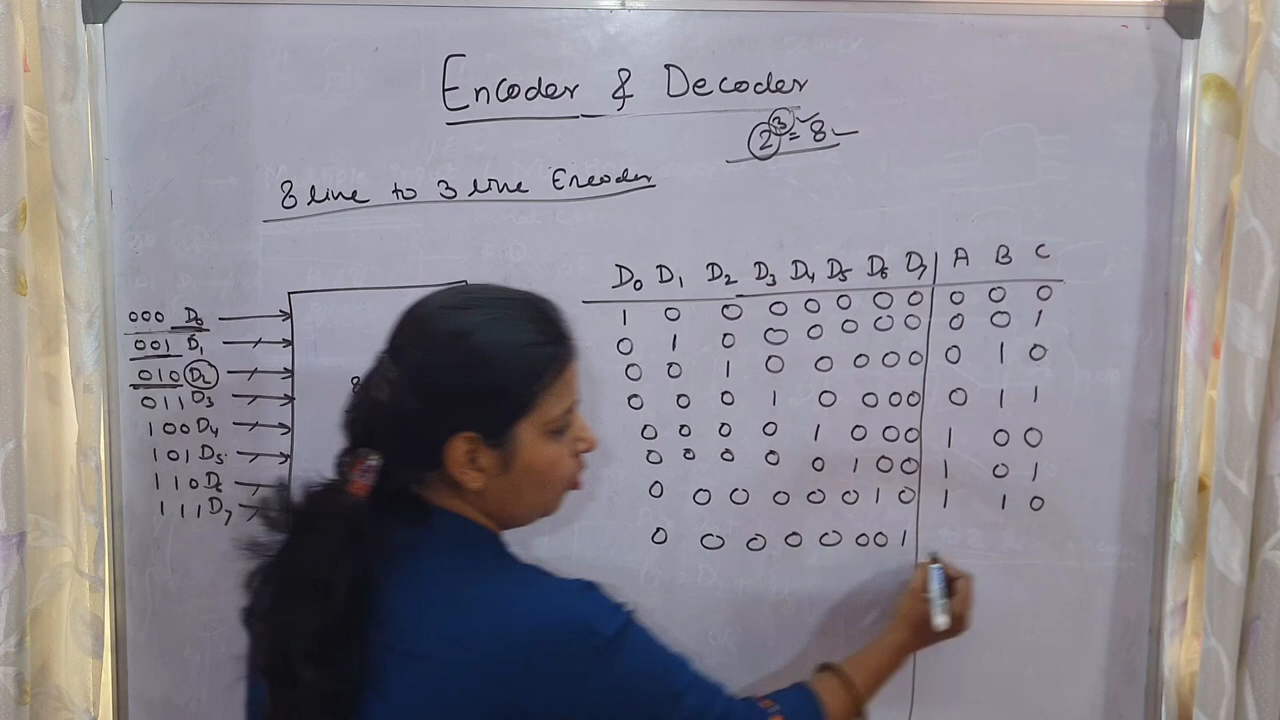 Encoder & Decoder
2³ = 8
8 line to 3 line Encoder
D₀ D₁ D₂ D₃ D₄ D₅ D₆ D₇ A B C
1 0 0 0 0 0 0 0 0 0 0
0 1 0 0 0 0 0 0 0 0 1
0 0 1 0 0 0 0 0 0 1 0
0 0 0 1 0 0 0 0 0 1 1
0 0 0 0 1 0 0 0 1 0 0
0 0 0 0 0 1 0 0 1 0 1
0 0 0 0 0 0 1 0 1 1 0
0 0 0 0 0 0 0 1
000 D₀
001 D₁
010 D₂
011 D₃
100 D₄
101 D₅
110 D₆
111 D₇
8